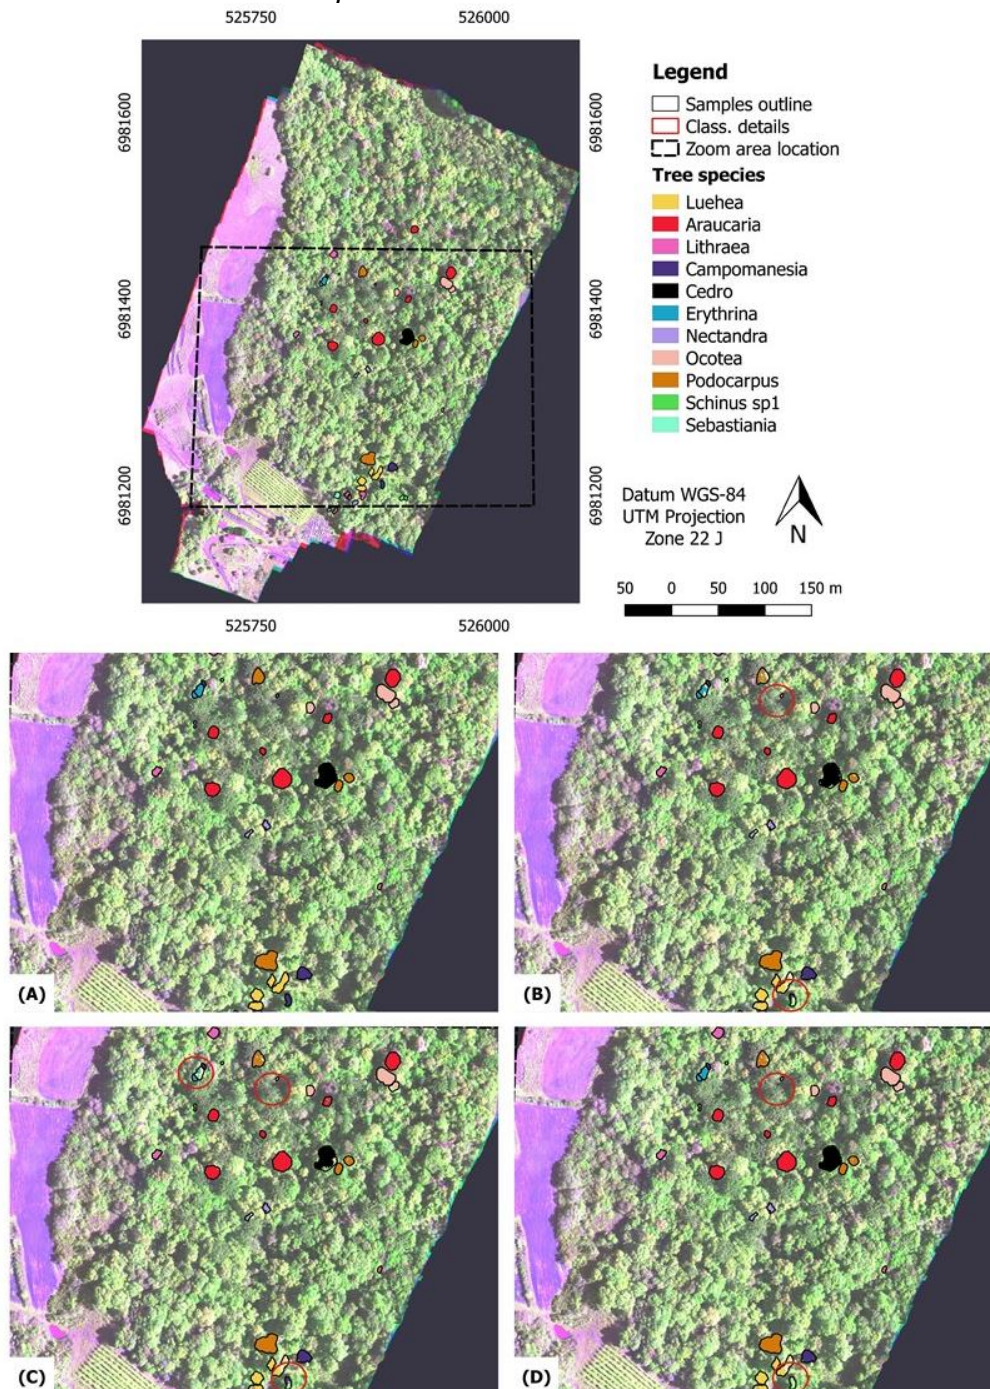 525750 526000
6981600
6981400
6981200
6981600
6981400
6981200
Legend
Samples outline
Class. details
Zoom area location
Tree species
Luehea
Araucaria
Lithraea
Campomanesia
Cedro
Erythrina
Nectandra
Ocotea
Podocarpus
Schinus sp1
Sebastiania
Datum WGS-84
UTM Projection
Zone 22 J
N
50 0 50 100 150 m
525750 526000
(A) (B)
(C) (D)